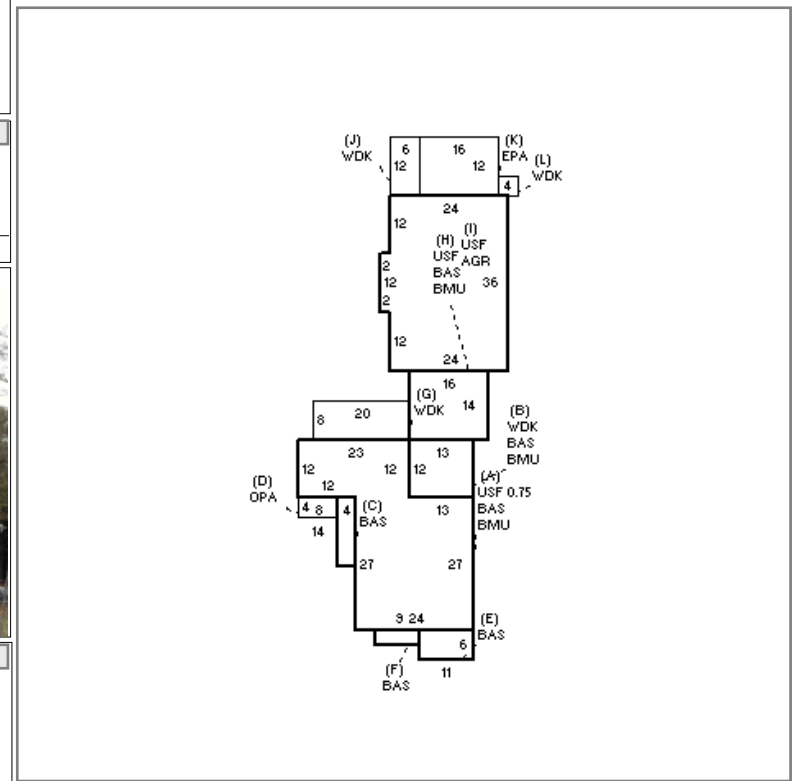 (J)
WDK
6
12
16
12
(K)
EPA
(L)
WDK
4
24
12
(H)
USF
BAS
BMU
(I)
USF
AGR
2
12
2
36
12
24
16
14
(G)
WDK
8
20
(B)
WDK
BAS
BMU
23
13
12
12
12
12
(A)
USF 0.75
BAS
BMU
(D)
OPA
4 8
4
14
(C)
BAS
13
27
27
9 24
(E)
BAS
6
11
(F)
BAS